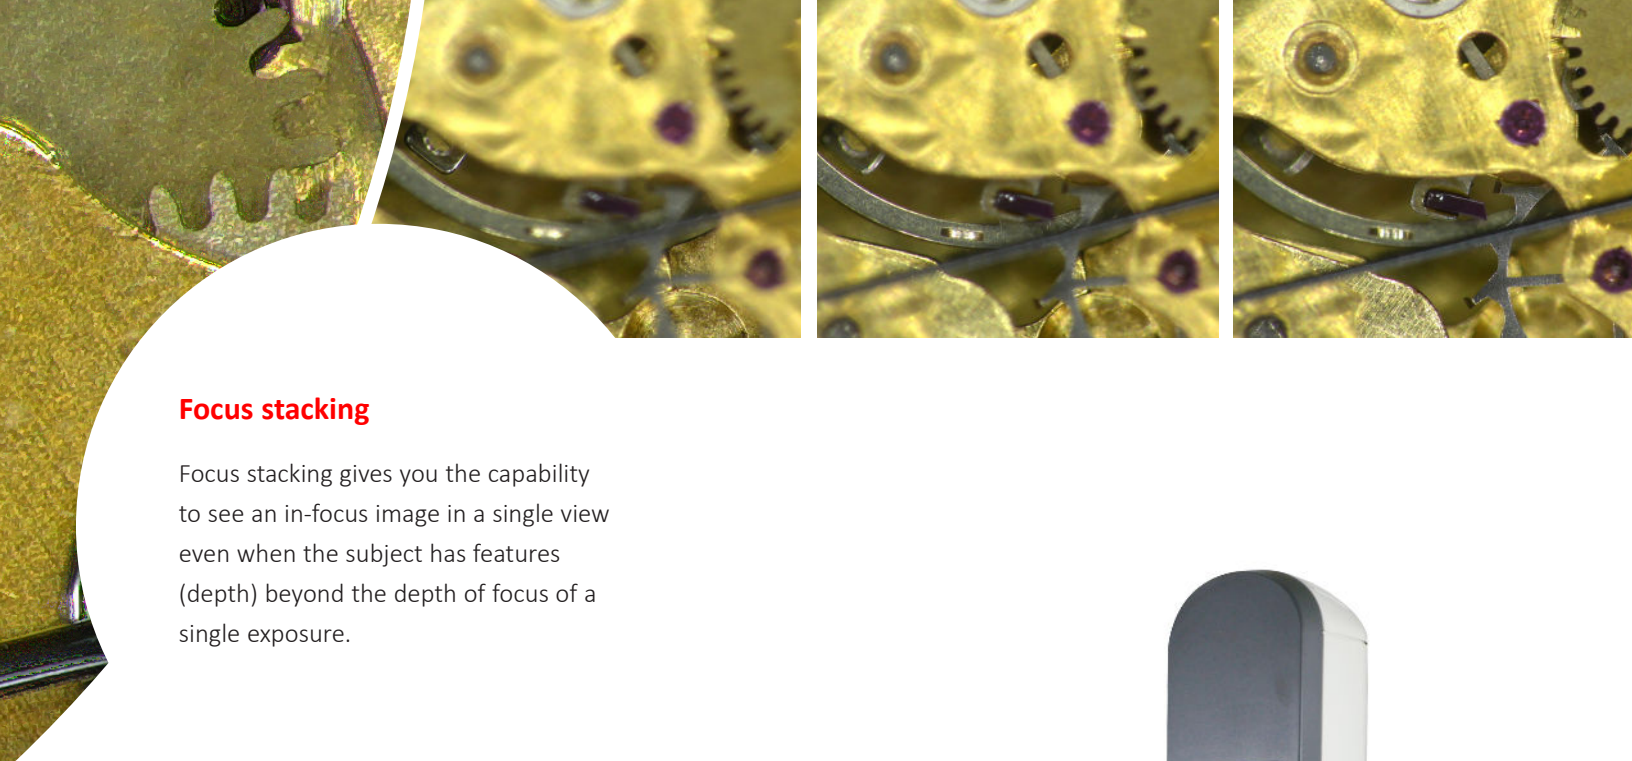 Focus stacking
Focus stacking gives you the capability
to see an in-focus image in a single view
even when the subject has features
(depth) beyond the depth of focus of a
single exposure.